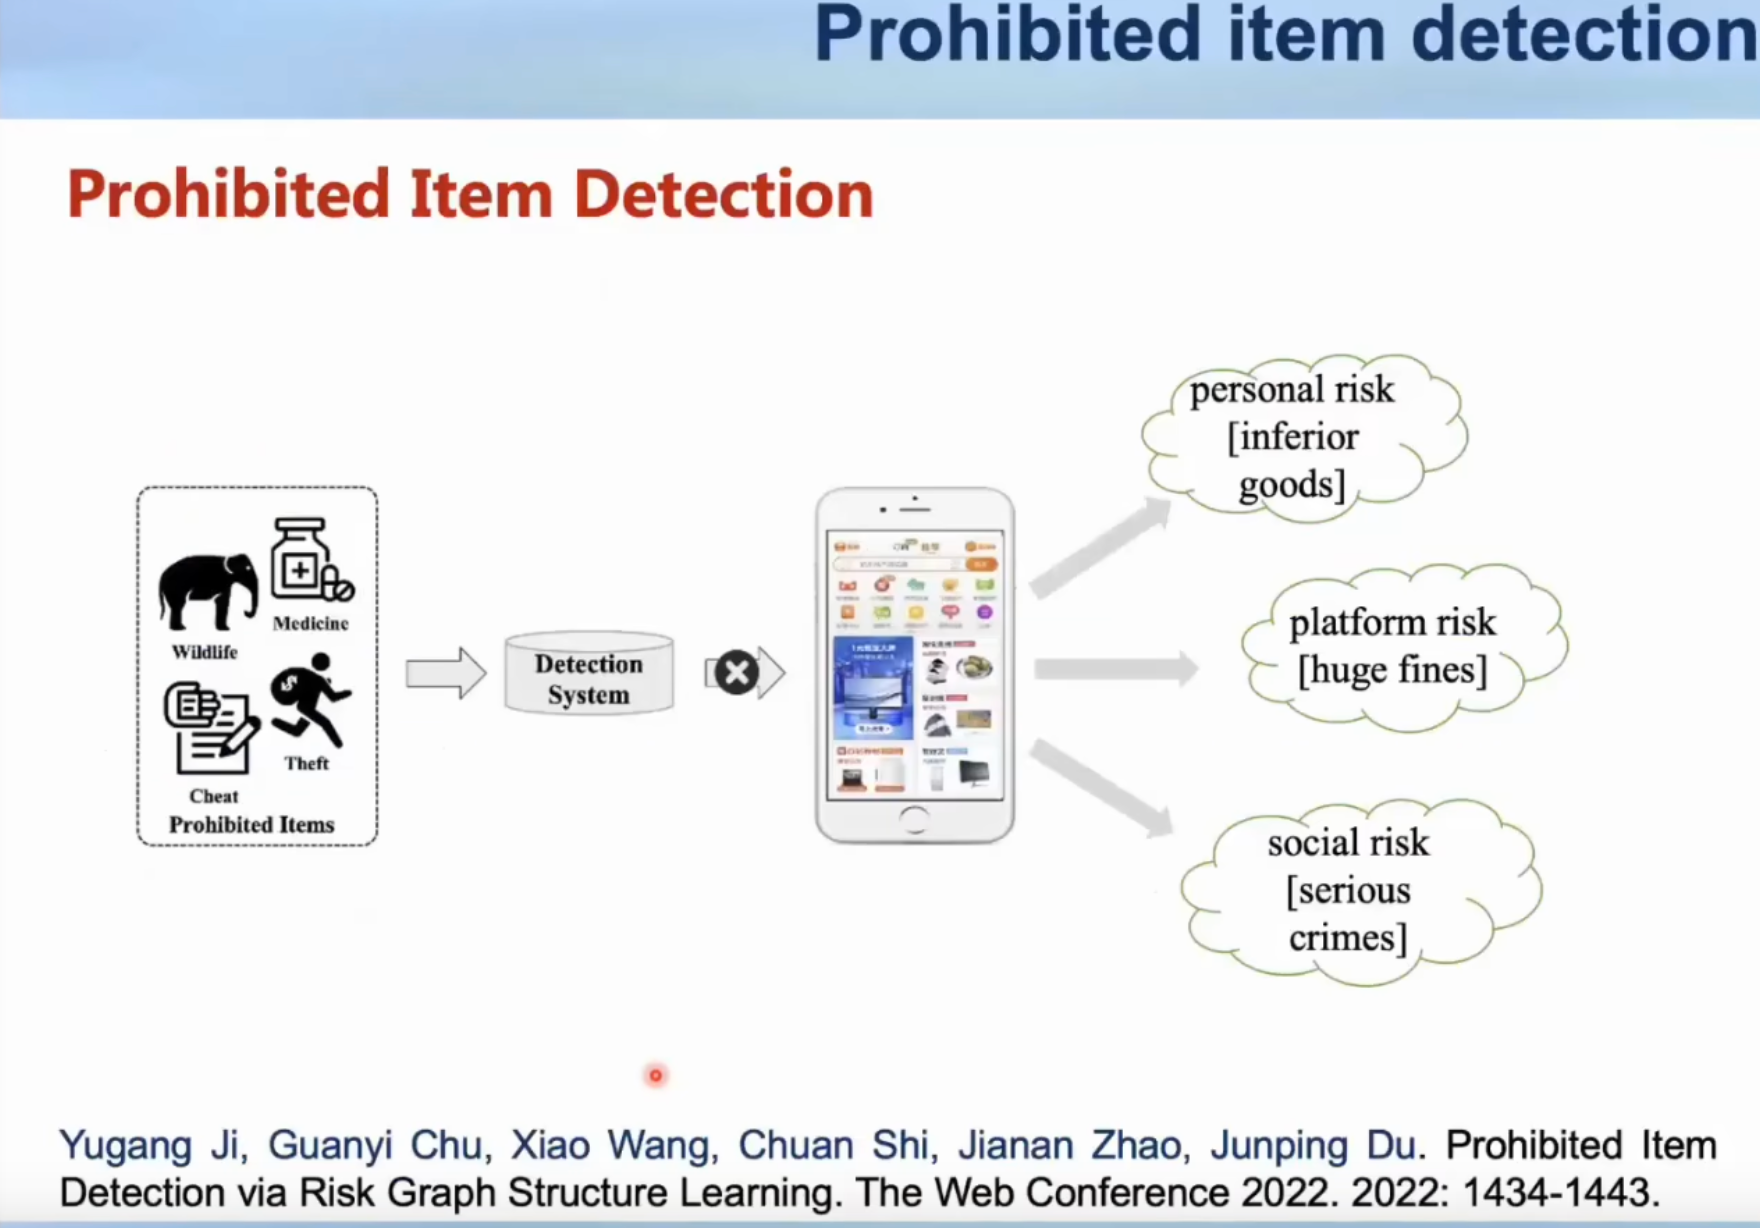 Prohibited item detection
Prohibited Item Detection
Wildlife
Medicine
Cheat
Theft
Prohibited Items
Detection
System
personal risk
[inferior
goods]
platform risk
[huge fines]
social risk
[serious
crimes]
Yugang Ji, Guanyi Chu, Xiao Wang, Chuan Shi, Jianan Zhao, Junping Du. Prohibited Item
Detection via Risk Graph Structure Learning. The Web Conference 2022. 2022: 1434-1443.